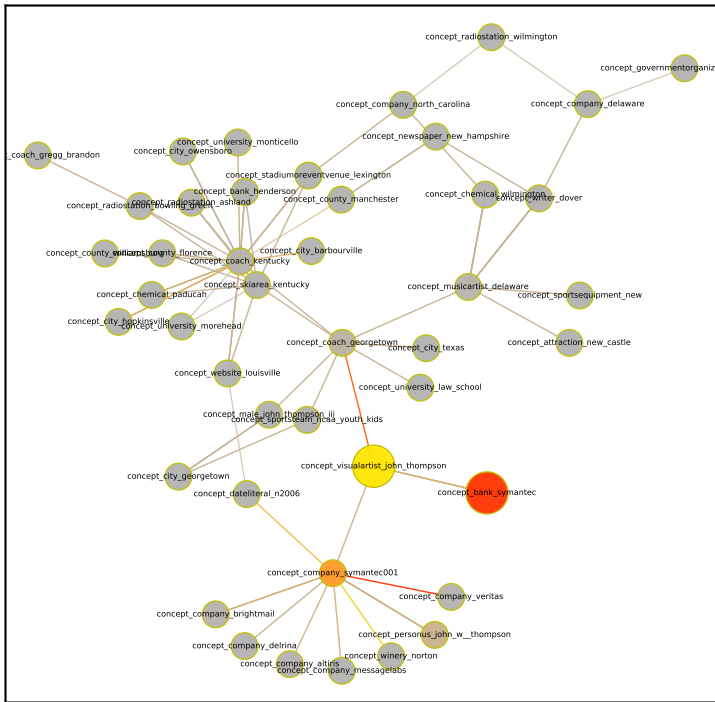 concept_radiostation_wilmington
concept_governmentorganiz
concept_company_north_carolina
concept_company_delaware
concept_newspaper_new_hampshire
concept_university_monticello
concept_city_owensboro
_coach_gregg_brandon
concept_stadiumoreventvenue_lexington
concept_bank_henderson
concept_chemical_wilmington
concept_writer_dover
concept_county_manchester
concept_radiostation_ashland
concept_radiostation_bowling_green
concept_city_barbourville
concept_county_williamsburg
concept_county_florence
concept_coach_kentucky
concept_skiarea_kentucky
concept_musicartist_delaware
concept_sportsequipment_new
concept_chemical_paducah
concept_city_hopkinsville
concept_university_morehead
concept_coach_georgetown
concept_attraction_new_castle
concept_city_texas
concept_website_louisville
concept_university_law_school
concept_male_john_thompson_iii
concept_sportsteam_ncaa_youth_kids
concept_visualartist_john_thompson
concept_city_georgetown
concept_dateliteral_n2006
concept_bank_symantec
concept_company_symantec001
concept_company_veritas
concept_company_brightmail
concept_personus_john_w__thompson
concept_company_delrina
concept_winery_norton
concept_company_altiris
concept_company_messagelabs